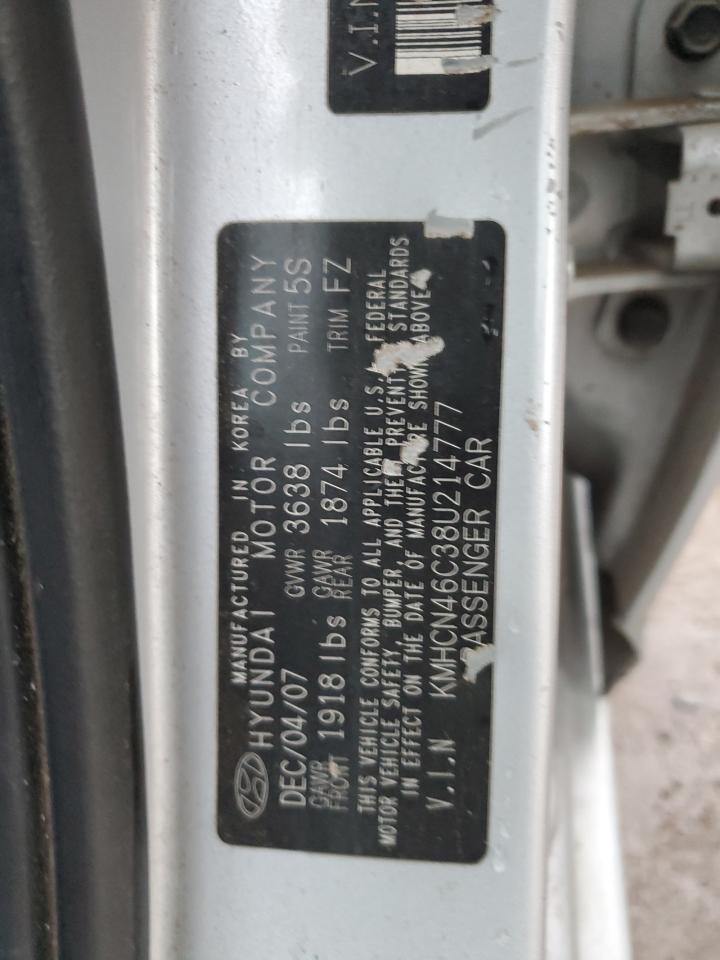 V.I.N
MANUFACTURED IN KOREA BY
HYUNDAI MOTOR COMPANY
DEC/04/07 GVWR 3638 lbs PAINT 5S
GAWR FRONT 1918 lbs GAWR REAR 1874 lbs TRIM FZ
THIS VEHICLE CONFORMS TO ALL APPLICABLE U.S. FEDERAL
MOTOR VEHICLE SAFETY, BUMPER, AND THEFT PREVENTION STANDARDS
IN EFFECT ON THE DATE OF MANUFACTURE SHOWN ABOVE
V.I.N KMHCN46C38U214777
PASSENGER CAR